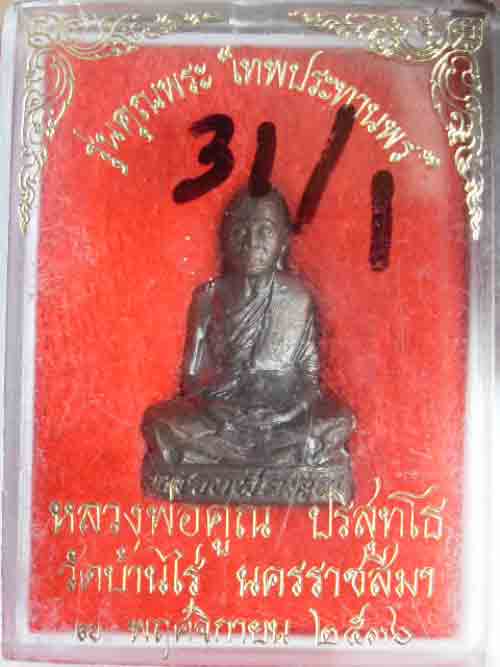 รุ่นคุณพระ "เทพประทานพร"
31/1
หลวงพ่อคูณ ปริสุทโธ
วัดบ้านไร่ นครราชสีมา
๗ พฤศจิกายน ๒๕๓๖